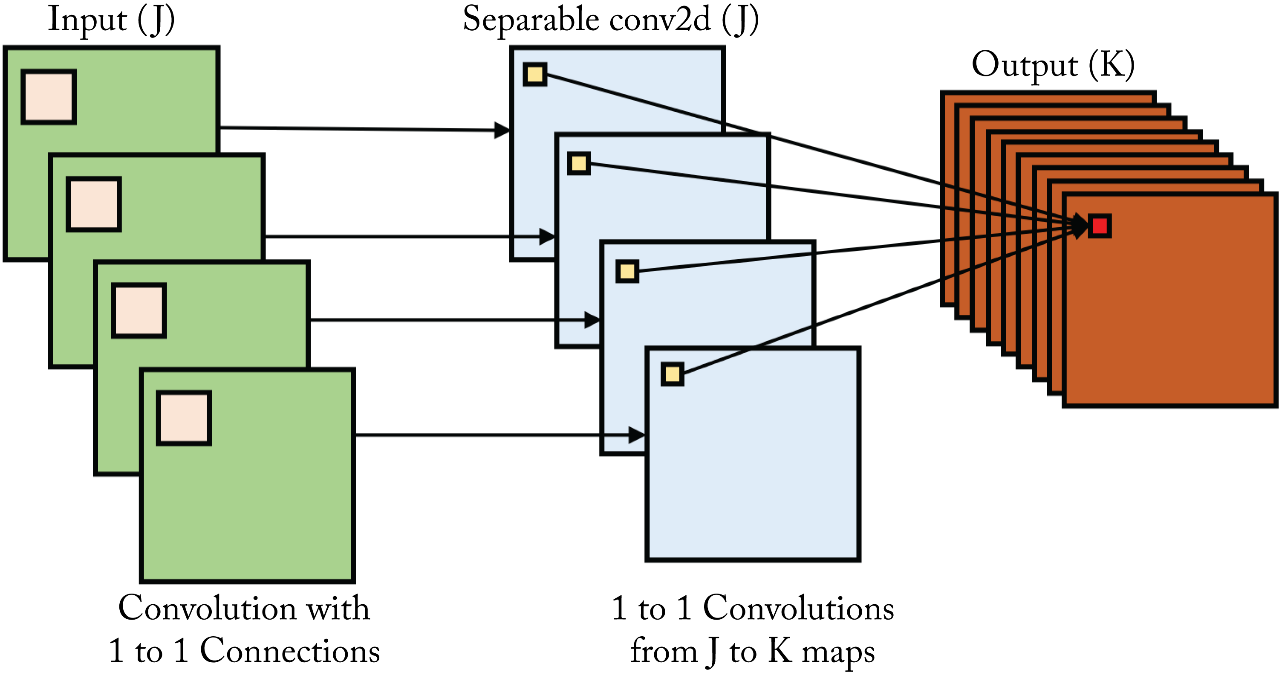 Input (J)
Separable conv2d (J)
Output (K)
Convolution with
1 to 1 Connections
1 to 1 Convolutions
from J to K maps